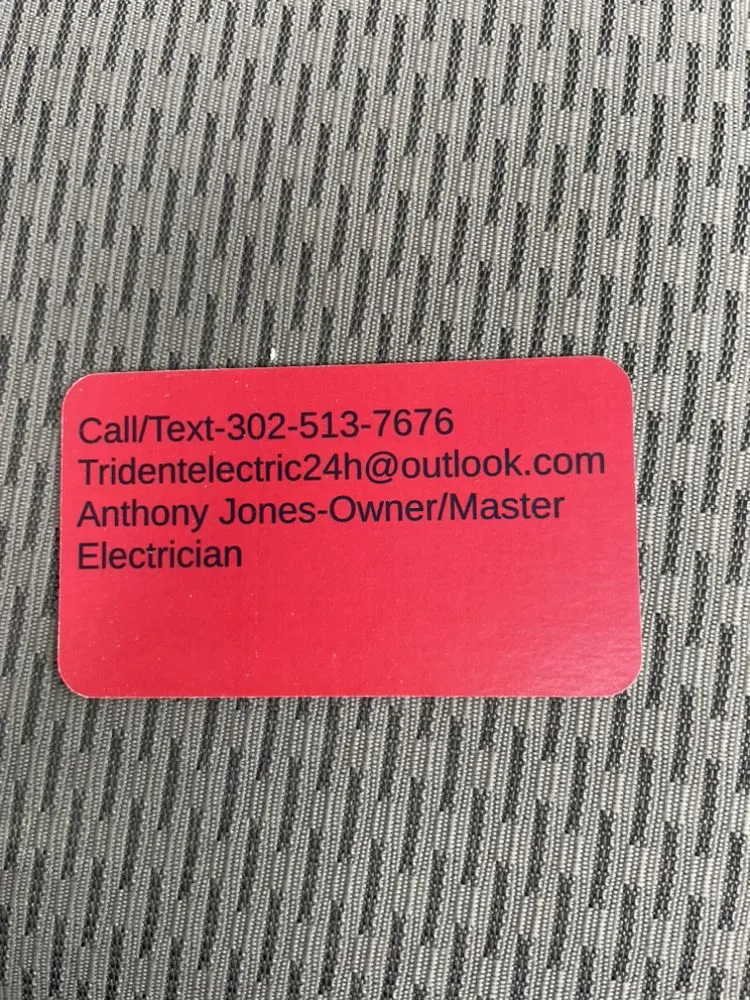 Call/Text-302-513-7676
Tridentelectric24h@outlook.com
Anthony Jones-Owner/Master
Electrician